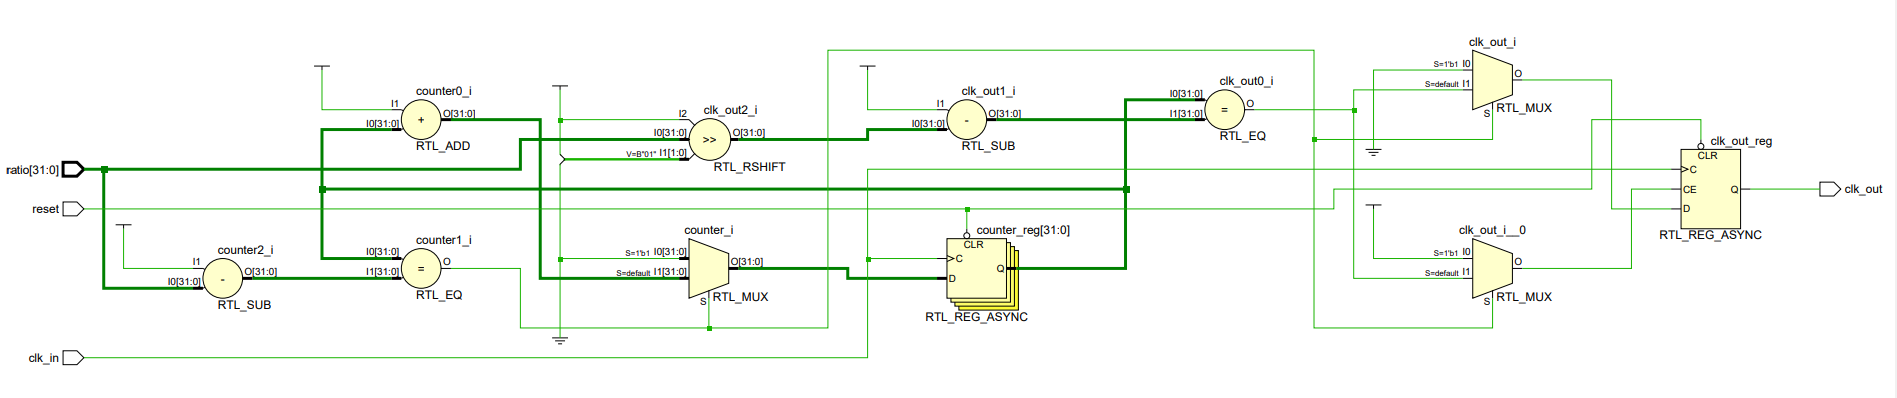 clk_out_i
S=1'b1 I0
O
S=default I1
S
RTL_MUX
counter0_i
I1
I0[31:0]
+
O[31:0]
RTL_ADD
clk_out2_i
I2
I0[31:0]
V=B"01" I1[1:0]
>>
O[31:0]
RTL_RSHIFT
clk_out1_i
I1
I0[31:0]
-
O[31:0]
RTL_SUB
clk_out0_i
I0[31:0]
I1[31:0]
=
O
RTL_EQ
clk_out_reg
CLR
C
CE
D
Q
RTL_REG_ASYNC
clk_out
ratio[31:0]
reset
counter2_i
I1
I0[31:0]
-
O[31:0]
RTL_SUB
counter1_i
I0[31:0]
I1[31:0]
=
O
RTL_EQ
counter_i
S=1'b1 I0[31:0]
S=default I1[31:0]
O[31:0]
S
RTL_MUX
counter_reg[31:0]
CLR
C
D
Q
RTL_REG_ASYNC
clk_out_i__0
S=1'b1 I0
S=default I1
O
S
RTL_MUX
clk_in